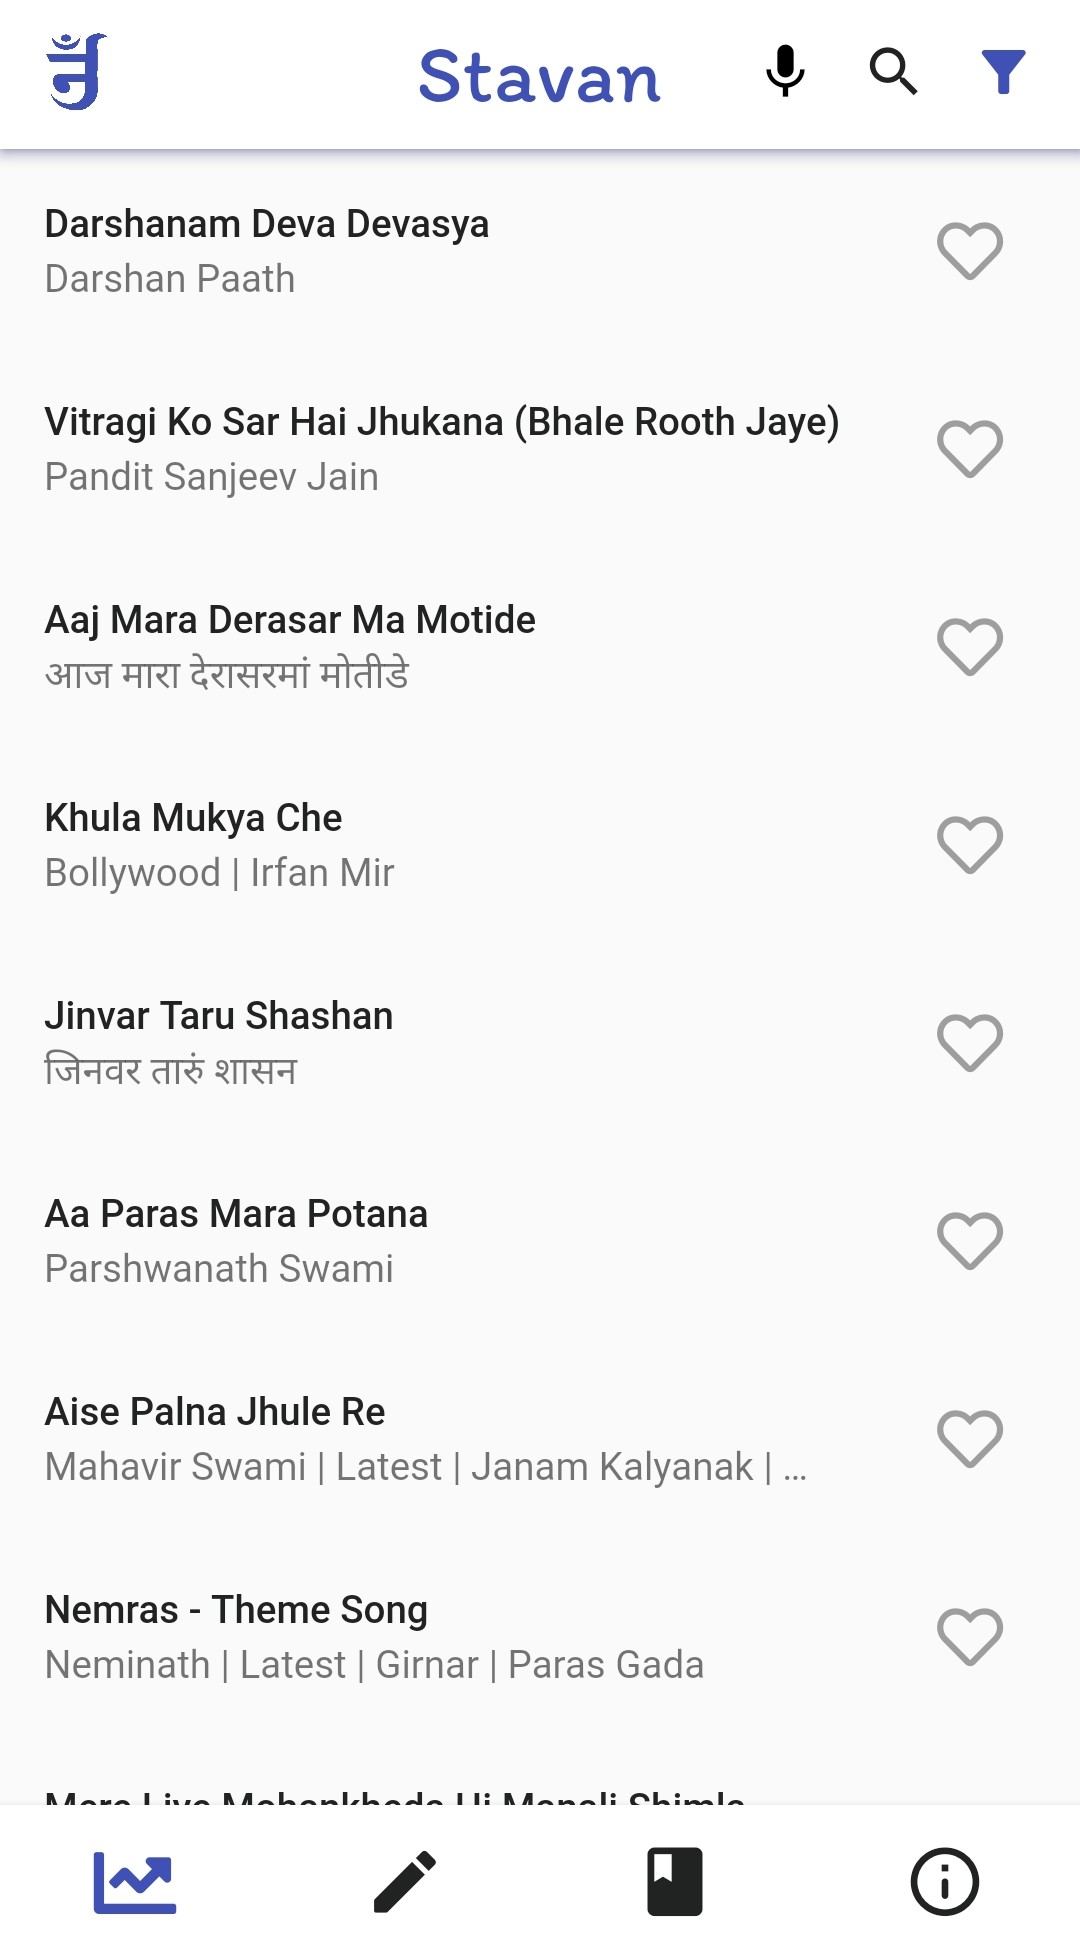 Stavan
Darshanam Deva Devasya
Darshan Paath
Vitragi Ko Sar Hai Jhukana (Bhale Rooth Jaye)
Pandit Sanjeev Jain
Aaj Mara Derasar Ma Motide
आज मारा देरासरमां मोतीडे
Khula Mukya Che
Bollywood | Irfan Mir
Jinvar Taru Shashan
जिनवर तारुं शासन
Aa Paras Mara Potana
Parshwanath Swami
Aise Palna Jhule Re
Mahavir Swami | Latest | Janam Kalyanak | ...
Nemras - Theme Song
Neminath | Latest | Girnar | Paras Gada